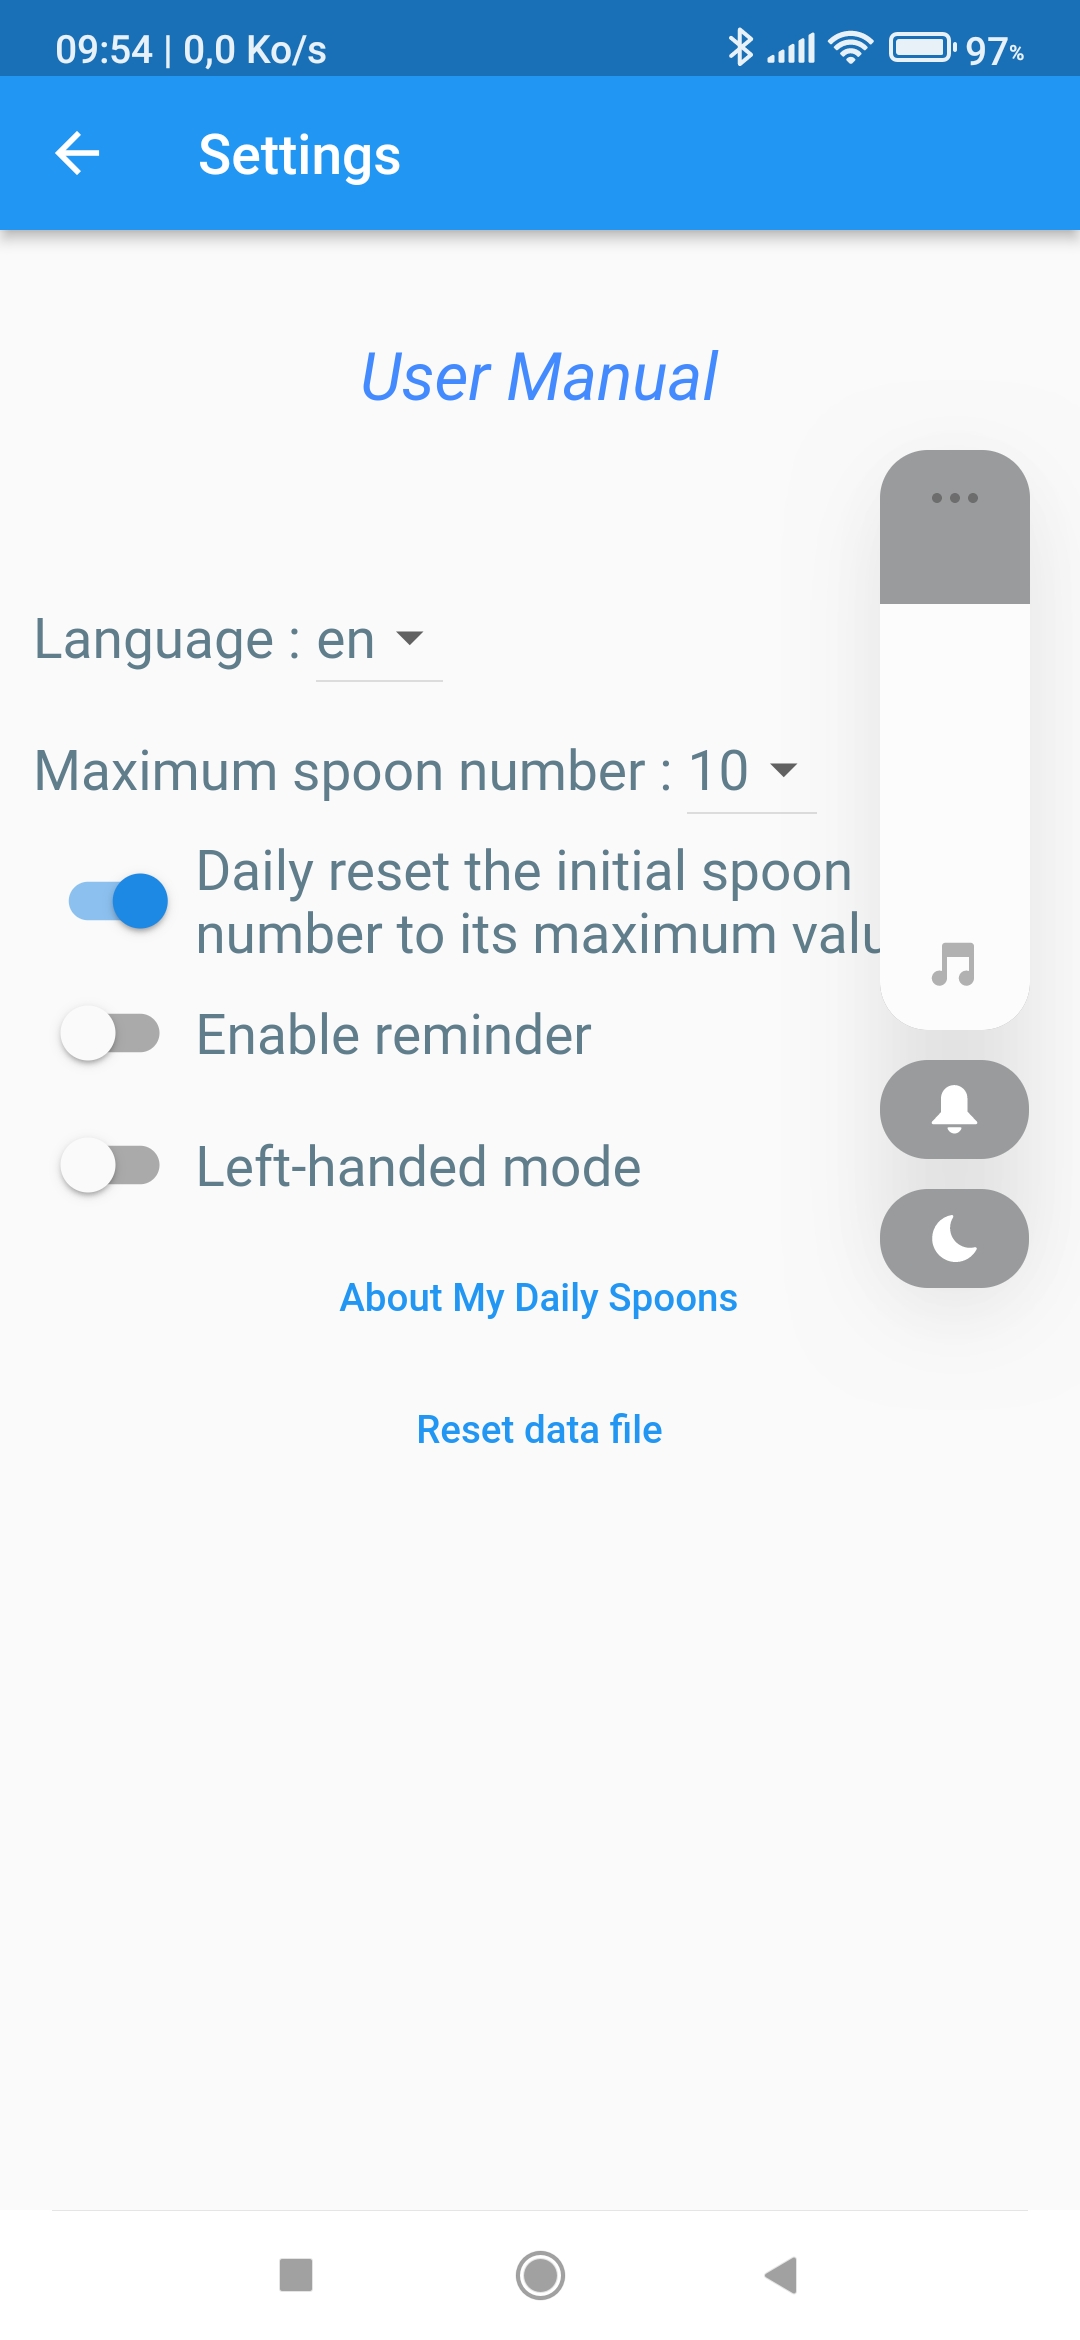 09:54 | 0,0 Ko/s 97%
Settings
User Manual
Language : en
Maximum spoon number : 10
Daily reset the initial spoon
number to its maximum
Enable reminder
Left-handed mode
About My Daily Spoons
Reset data file